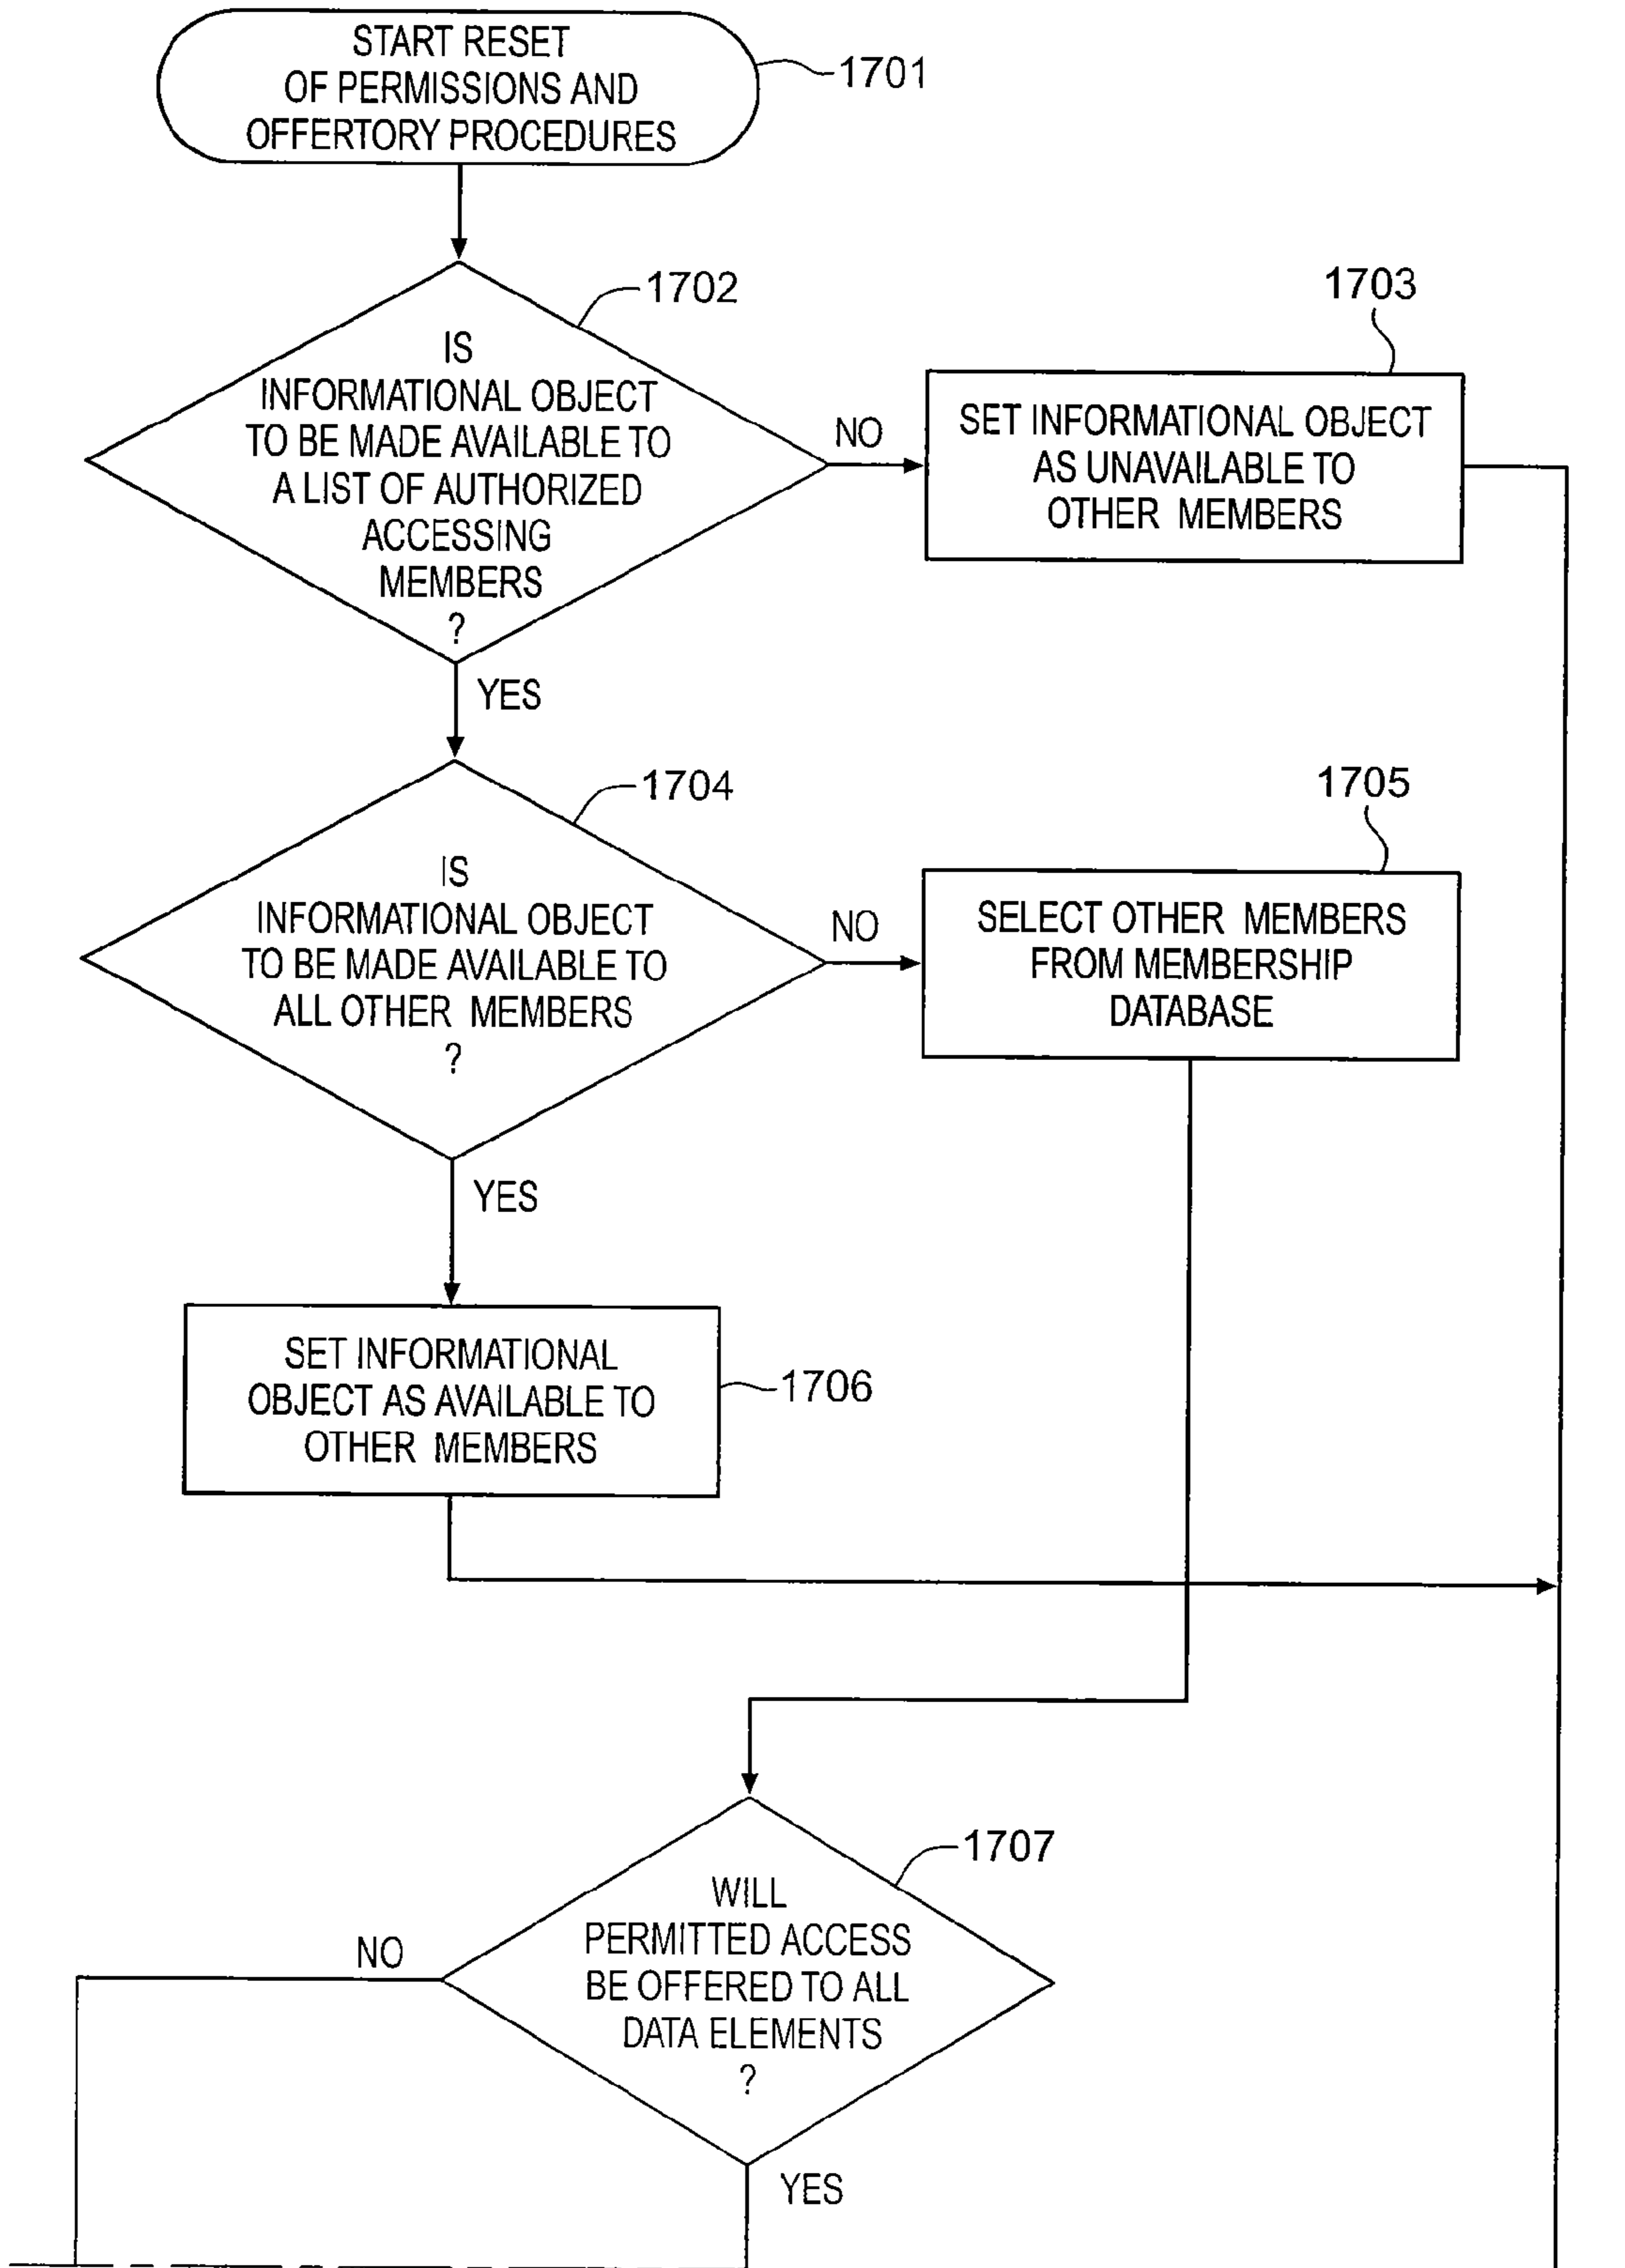 START RESET
OF PERMISSIONS AND
OFFERTORY PROCEDURES
1701
1702
IS
INFORMATIONAL OBJECT
TO BE MADE AVAILABLE TO
A LIST OF AUTHORIZED
ACCESSING
MEMBERS
?
NO
1703
SET INFORMATIONAL OBJECT
AS UNAVAILABLE TO
OTHER MEMBERS
YES
1704
IS
INFORMATIONAL OBJECT
TO BE MADE AVAILABLE TO
ALL OTHER MEMBERS
?
NO
1705
SELECT OTHER MEMBERS
FROM MEMBERSHIP
DATABASE
YES
SET INFORMATIONAL
OBJECT AS AVAILABLE TO
OTHER MEMBERS
1706
1707
WILL
PERMITTED ACCESS
BE OFFERED TO ALL
DATA ELEMENTS
?
NO
YES